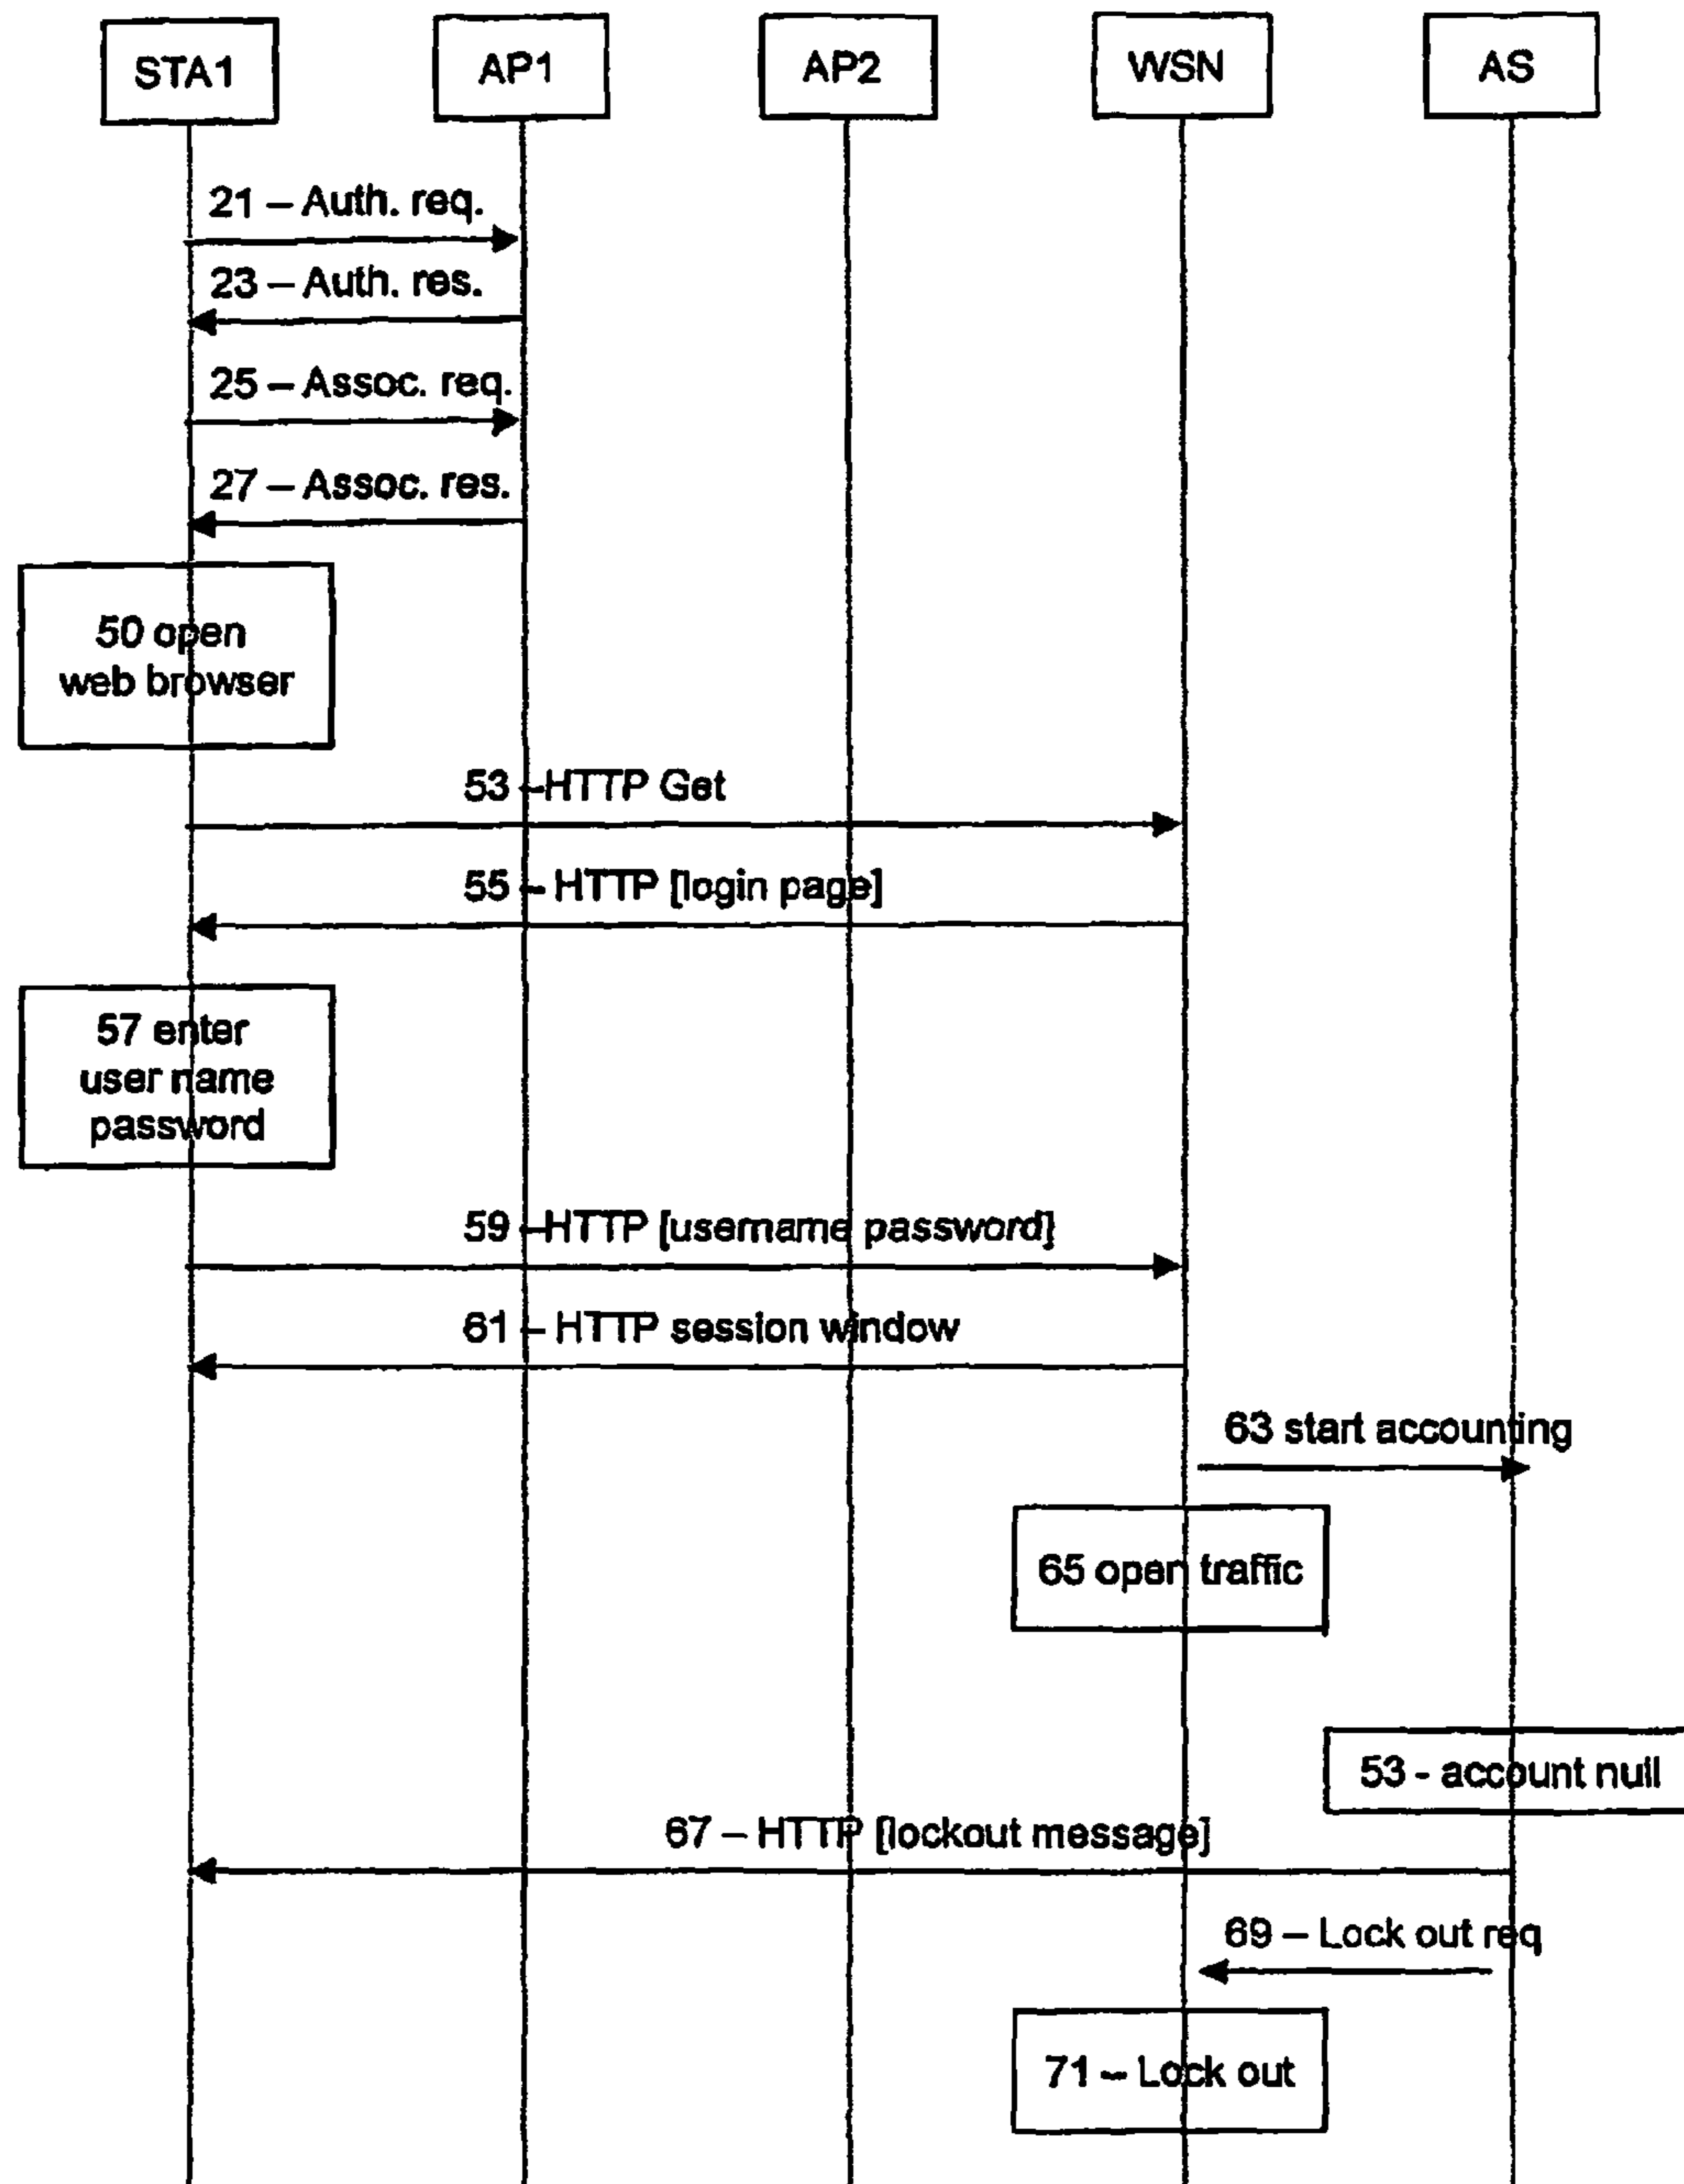 STA1 AP1 AP2 WSN AS
21 – Auth. req.
23 – Auth. res.
25 – Assoc. req.
27 – Assoc. res.
50 open
web browser
53 –HTTP Get
55 – HTTP [login page]
57 enter
user name
password
59 –HTTP [username password]
61 – HTTP session window
63 start accounting
65 open traffic
53 - account null
67 – HTTP [lockout message]
69 – Lock out req
71 – Lock out